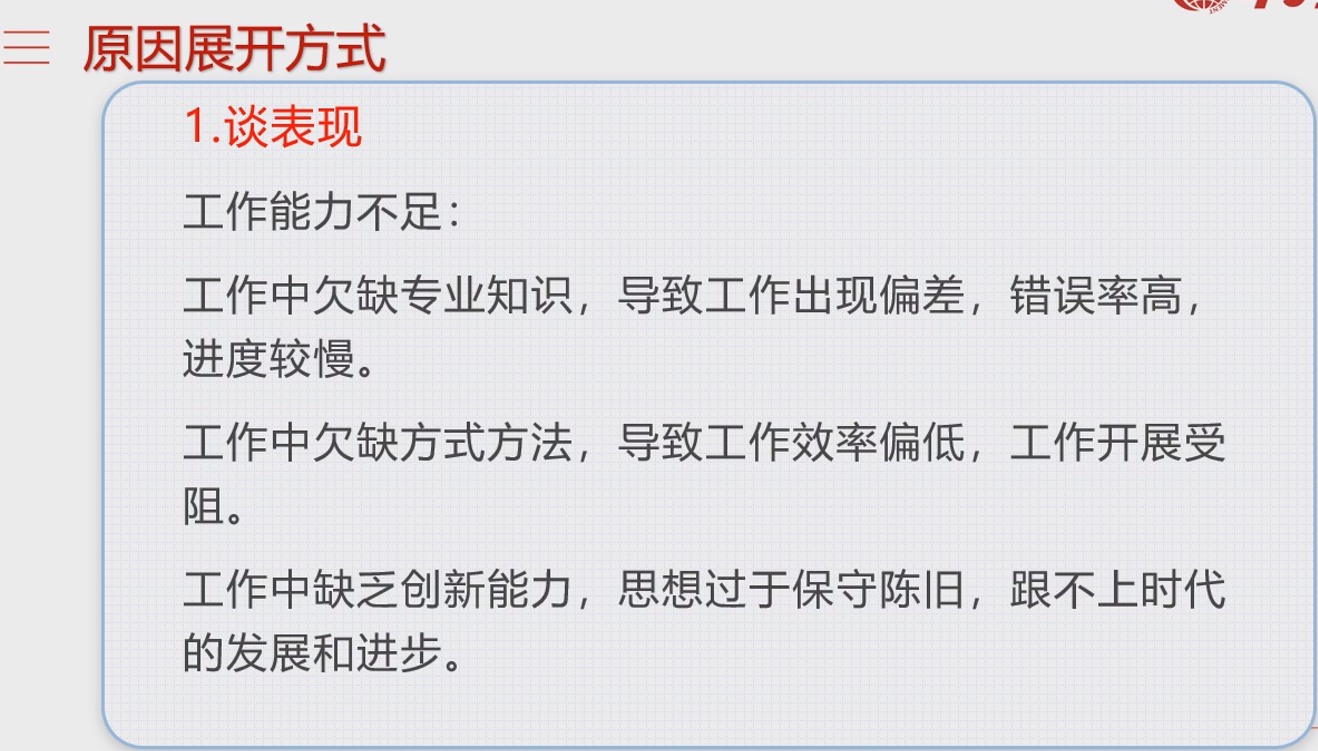 原因展开方式
1.谈表现
工作能力不足：
工作中欠缺专业知识，导致工作出现偏差，错误率高，
进度较慢。
工作中欠缺方式方法，导致工作效率偏低，工作开展受
阻。
工作中缺乏创新能力，思想过于保守陈旧，跟不上时代
的发展和进步。